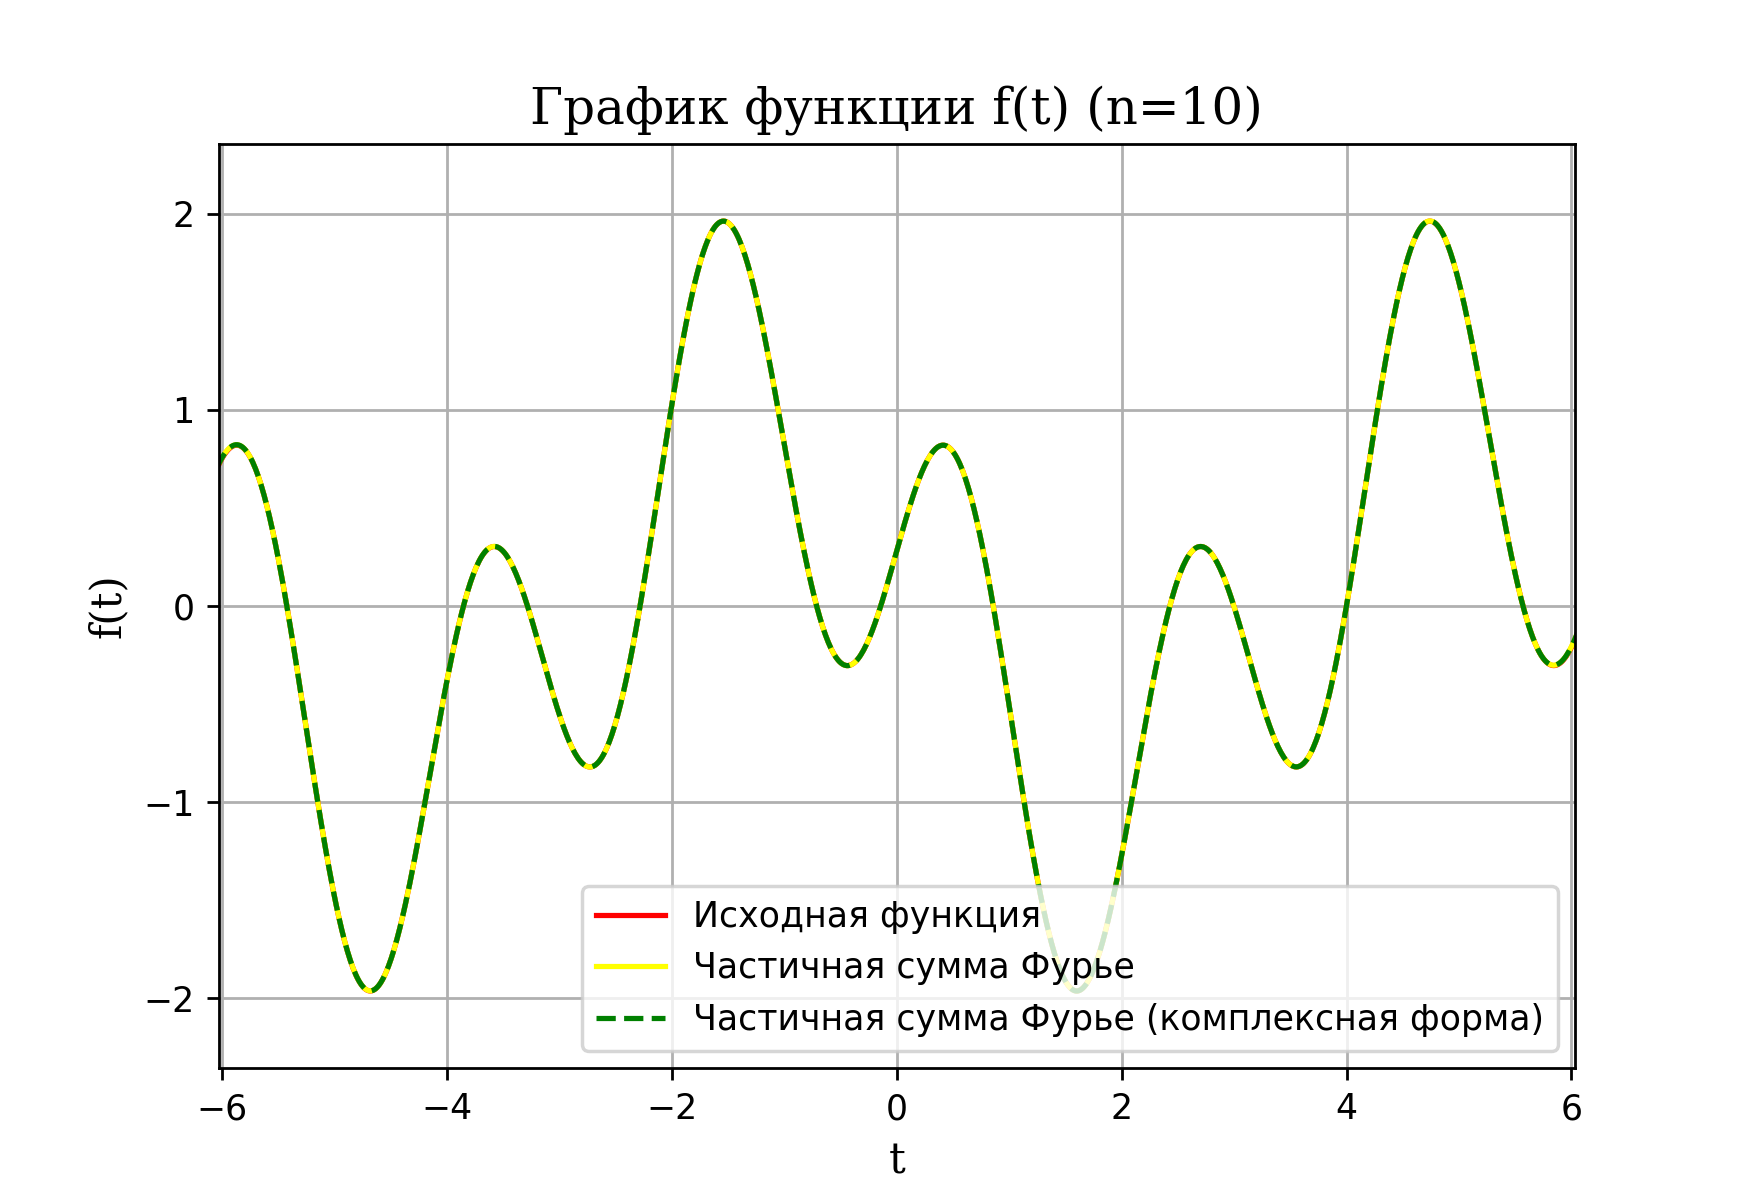 График функции f(t) (n=10)
2
1
0
−1
−2
f(t)
Исходная функция
Частичная сумма Фурье
Частичная сумма Фурье (комплексная форма)
−6 −4 −2 0 2 4 6
t